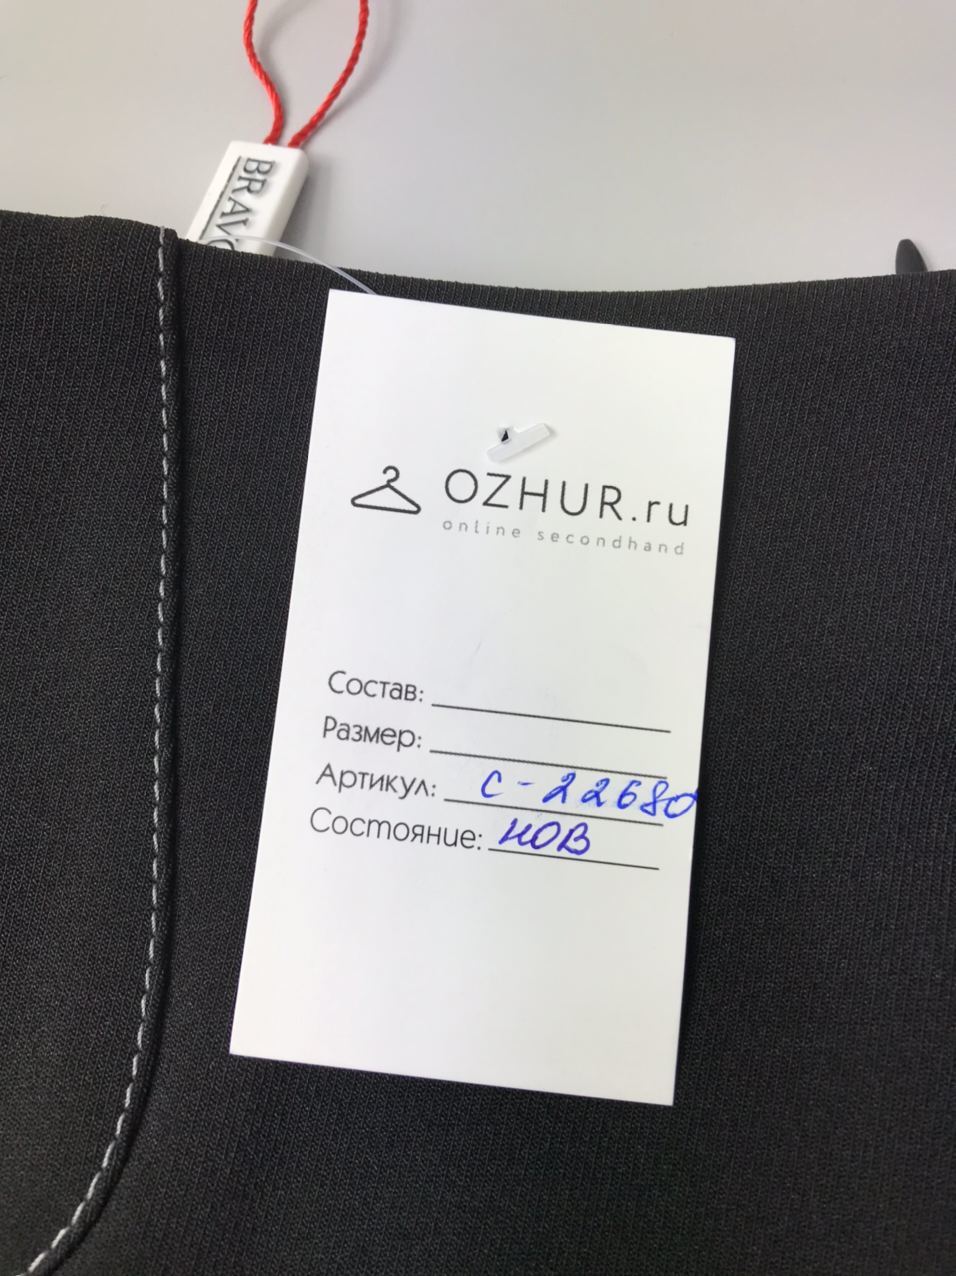 BRAVO
OZHUR.ru
online secondhand
Состав:
Размер:
Артикул: с-22680
Состояние: нов